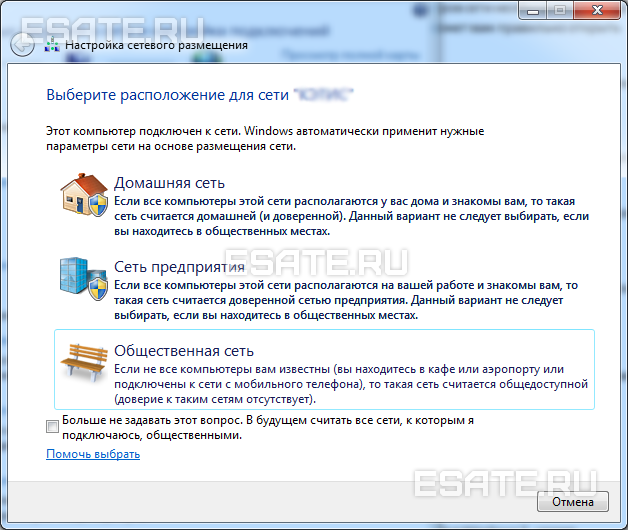 ESATE.RU
Настройка сетевого размещения
Выберите расположение для сети "
Этот компьютер подключен к сети. Windows автоматически применит нужные
параметры сети на основе размещения сети.
Домашняя сеть
Если все компьютеры этой сети располагаются у вас дома и знакомы вам, то такая
сеть считается домашней (и доверенной). Данный вариант не следует выбирать, если
вы находитесь в общественных местах.
ESATE.RU
Сеть предприятия
Если все компьютеры этой сети располагаются на вашей работе и знакомы вам, то
такая сеть считается доверенной сетью предприятия. Данный вариант не следует
выбирать, если вы находитесь в общественных местах.
Общественная сеть
Если не все компьютеры вам известны (вы находитесь в кафе или аэропорту или
подключены к сети с мобильного телефона), то такая сеть считается общедоступной
(доверие к таким сетям отсутствует).
Больше не задавать этот вопрос. В будущем считать все сети, к которым я
подключаюсь, общественными.
Помочь выбрать
ESATE.RU
Отмена